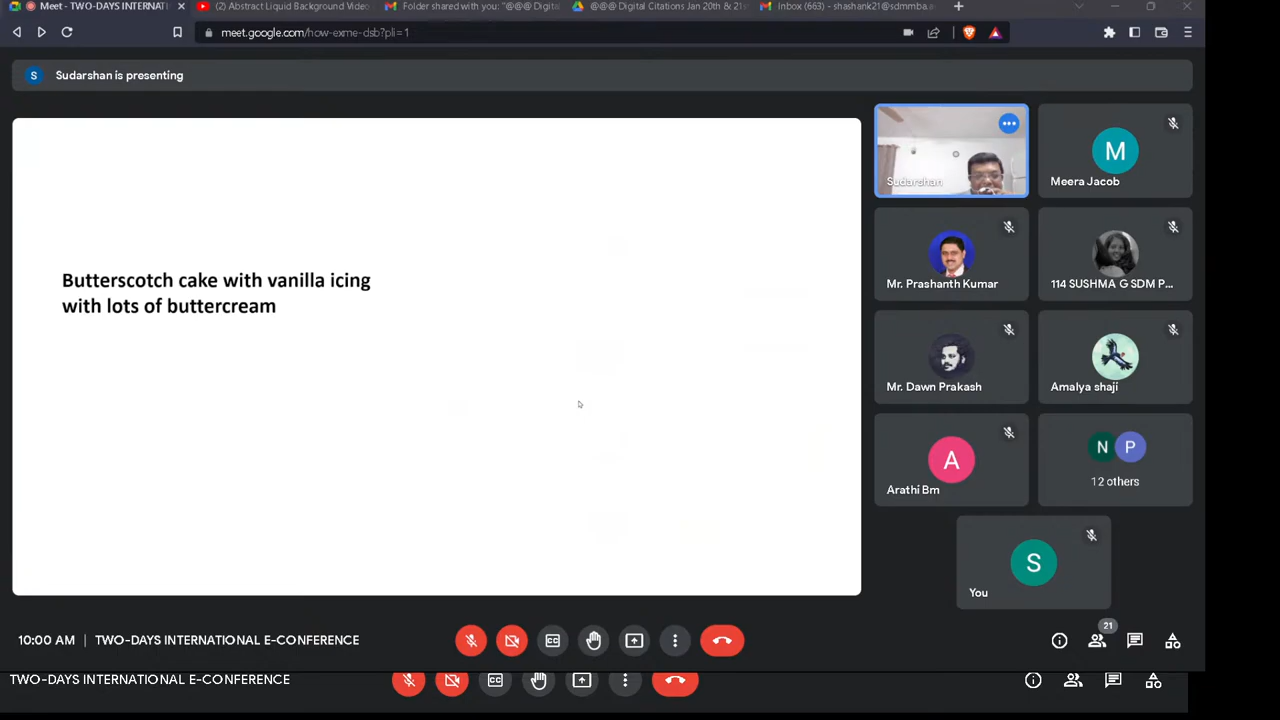 Meet - TWO-DAYS INTERNATI
(2) Abstract Liquid Background Video
Folder shared with you: "@@@ Digital
@@@ Digital Citations Jan 20th & 21
Inbox (663) - shashank21@sdmmba.a
meet.google.com/how-exme-dsb?pli=1
S Sudarshan is presenting
Butterscotch cake with vanilla icing
with lots of buttercream
Sudarshan
M
Meera Jacob
Mr. Prashanth Kumar
114 SUSHMA G SDM P...
Mr. Dawn Prakash
Amalya shaji
A
Arathi Bm
N P
12 others
S
You
21
10:00 AM | TWO-DAYS INTERNATIONAL E-CONFERENCE
TWO-DAYS INTERNATIONAL E-CONFERENCE